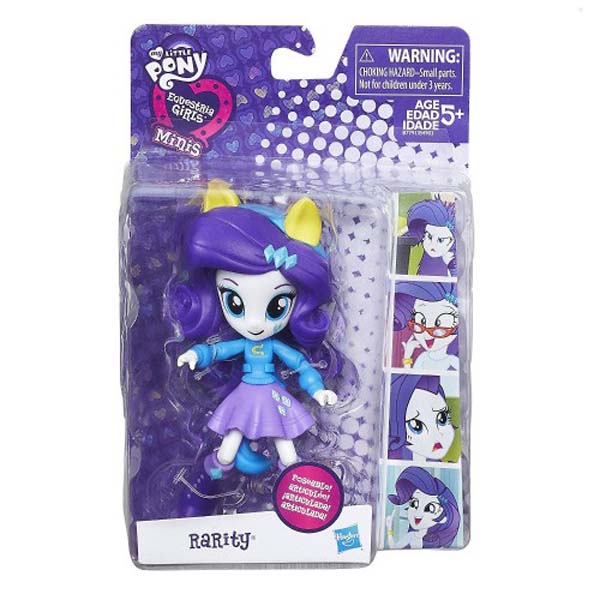 my LITTLE
PONY
EQUESTRIA
GIRLS
MINIS
WARNING:
CHOKING HAZARD–Small parts.
Not for children under 3 years.
AGE
EDAD 5+
IDADE
POSEABLE!
ARTICULÉ!
¡ARTICULADA!
ARTICULADA!
RARITY®
Hasbro